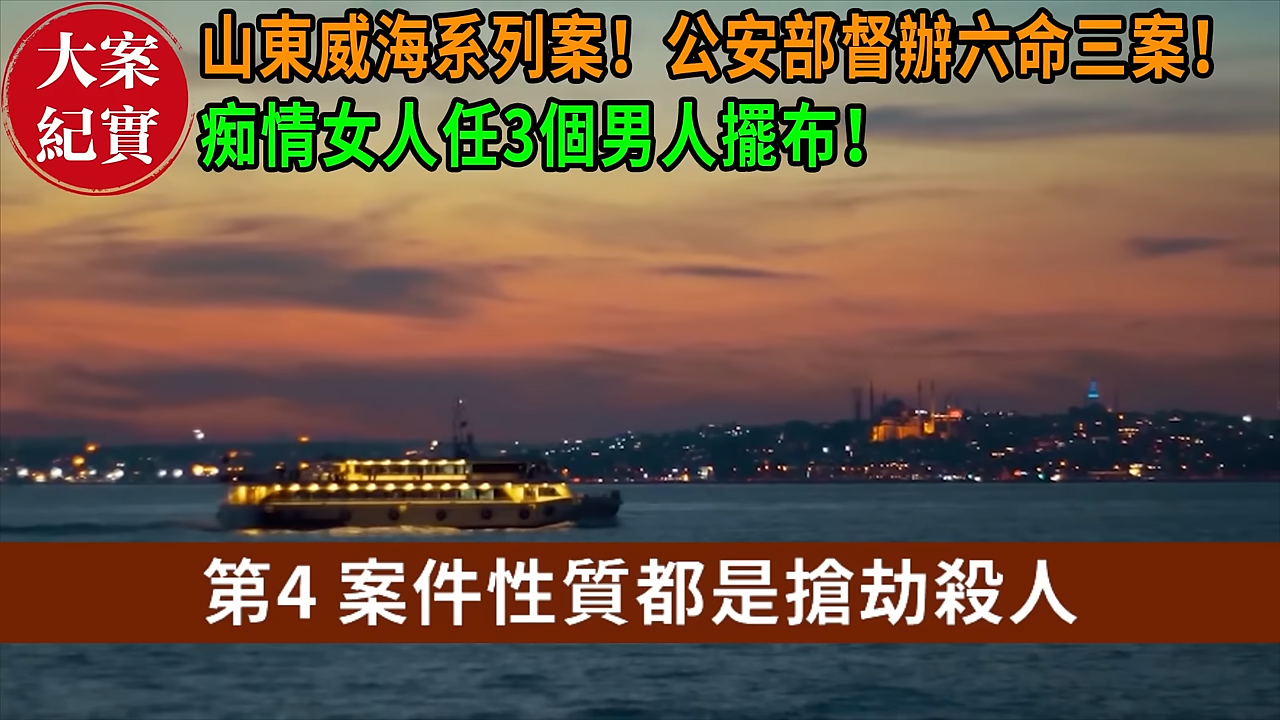 大案
紀實
山東威海系列案！公安部督辦六命三案！
痴情女人任3個男人擺布！
第4 案件性質都是搶劫殺人